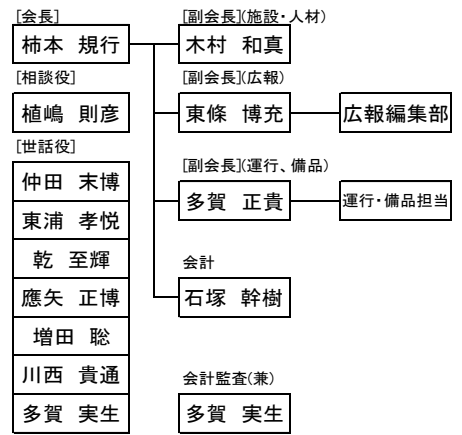 [会長]
柿本 規行
[相談役]
植嶋 則彦
[世話役]
仲田 末博
東浦 孝悦
乾 至輝
應矢 正博
増田 聡
川西 貴通
多賀 実生
[副会長](施設・人材)
木村 和真
[副会長](広報)
東條 博充
広報編集部
[副会長](運行、備品)
多賀 正貴
運行・備品担当
会計
石塚 幹樹
会計監査(兼)
多賀 実生